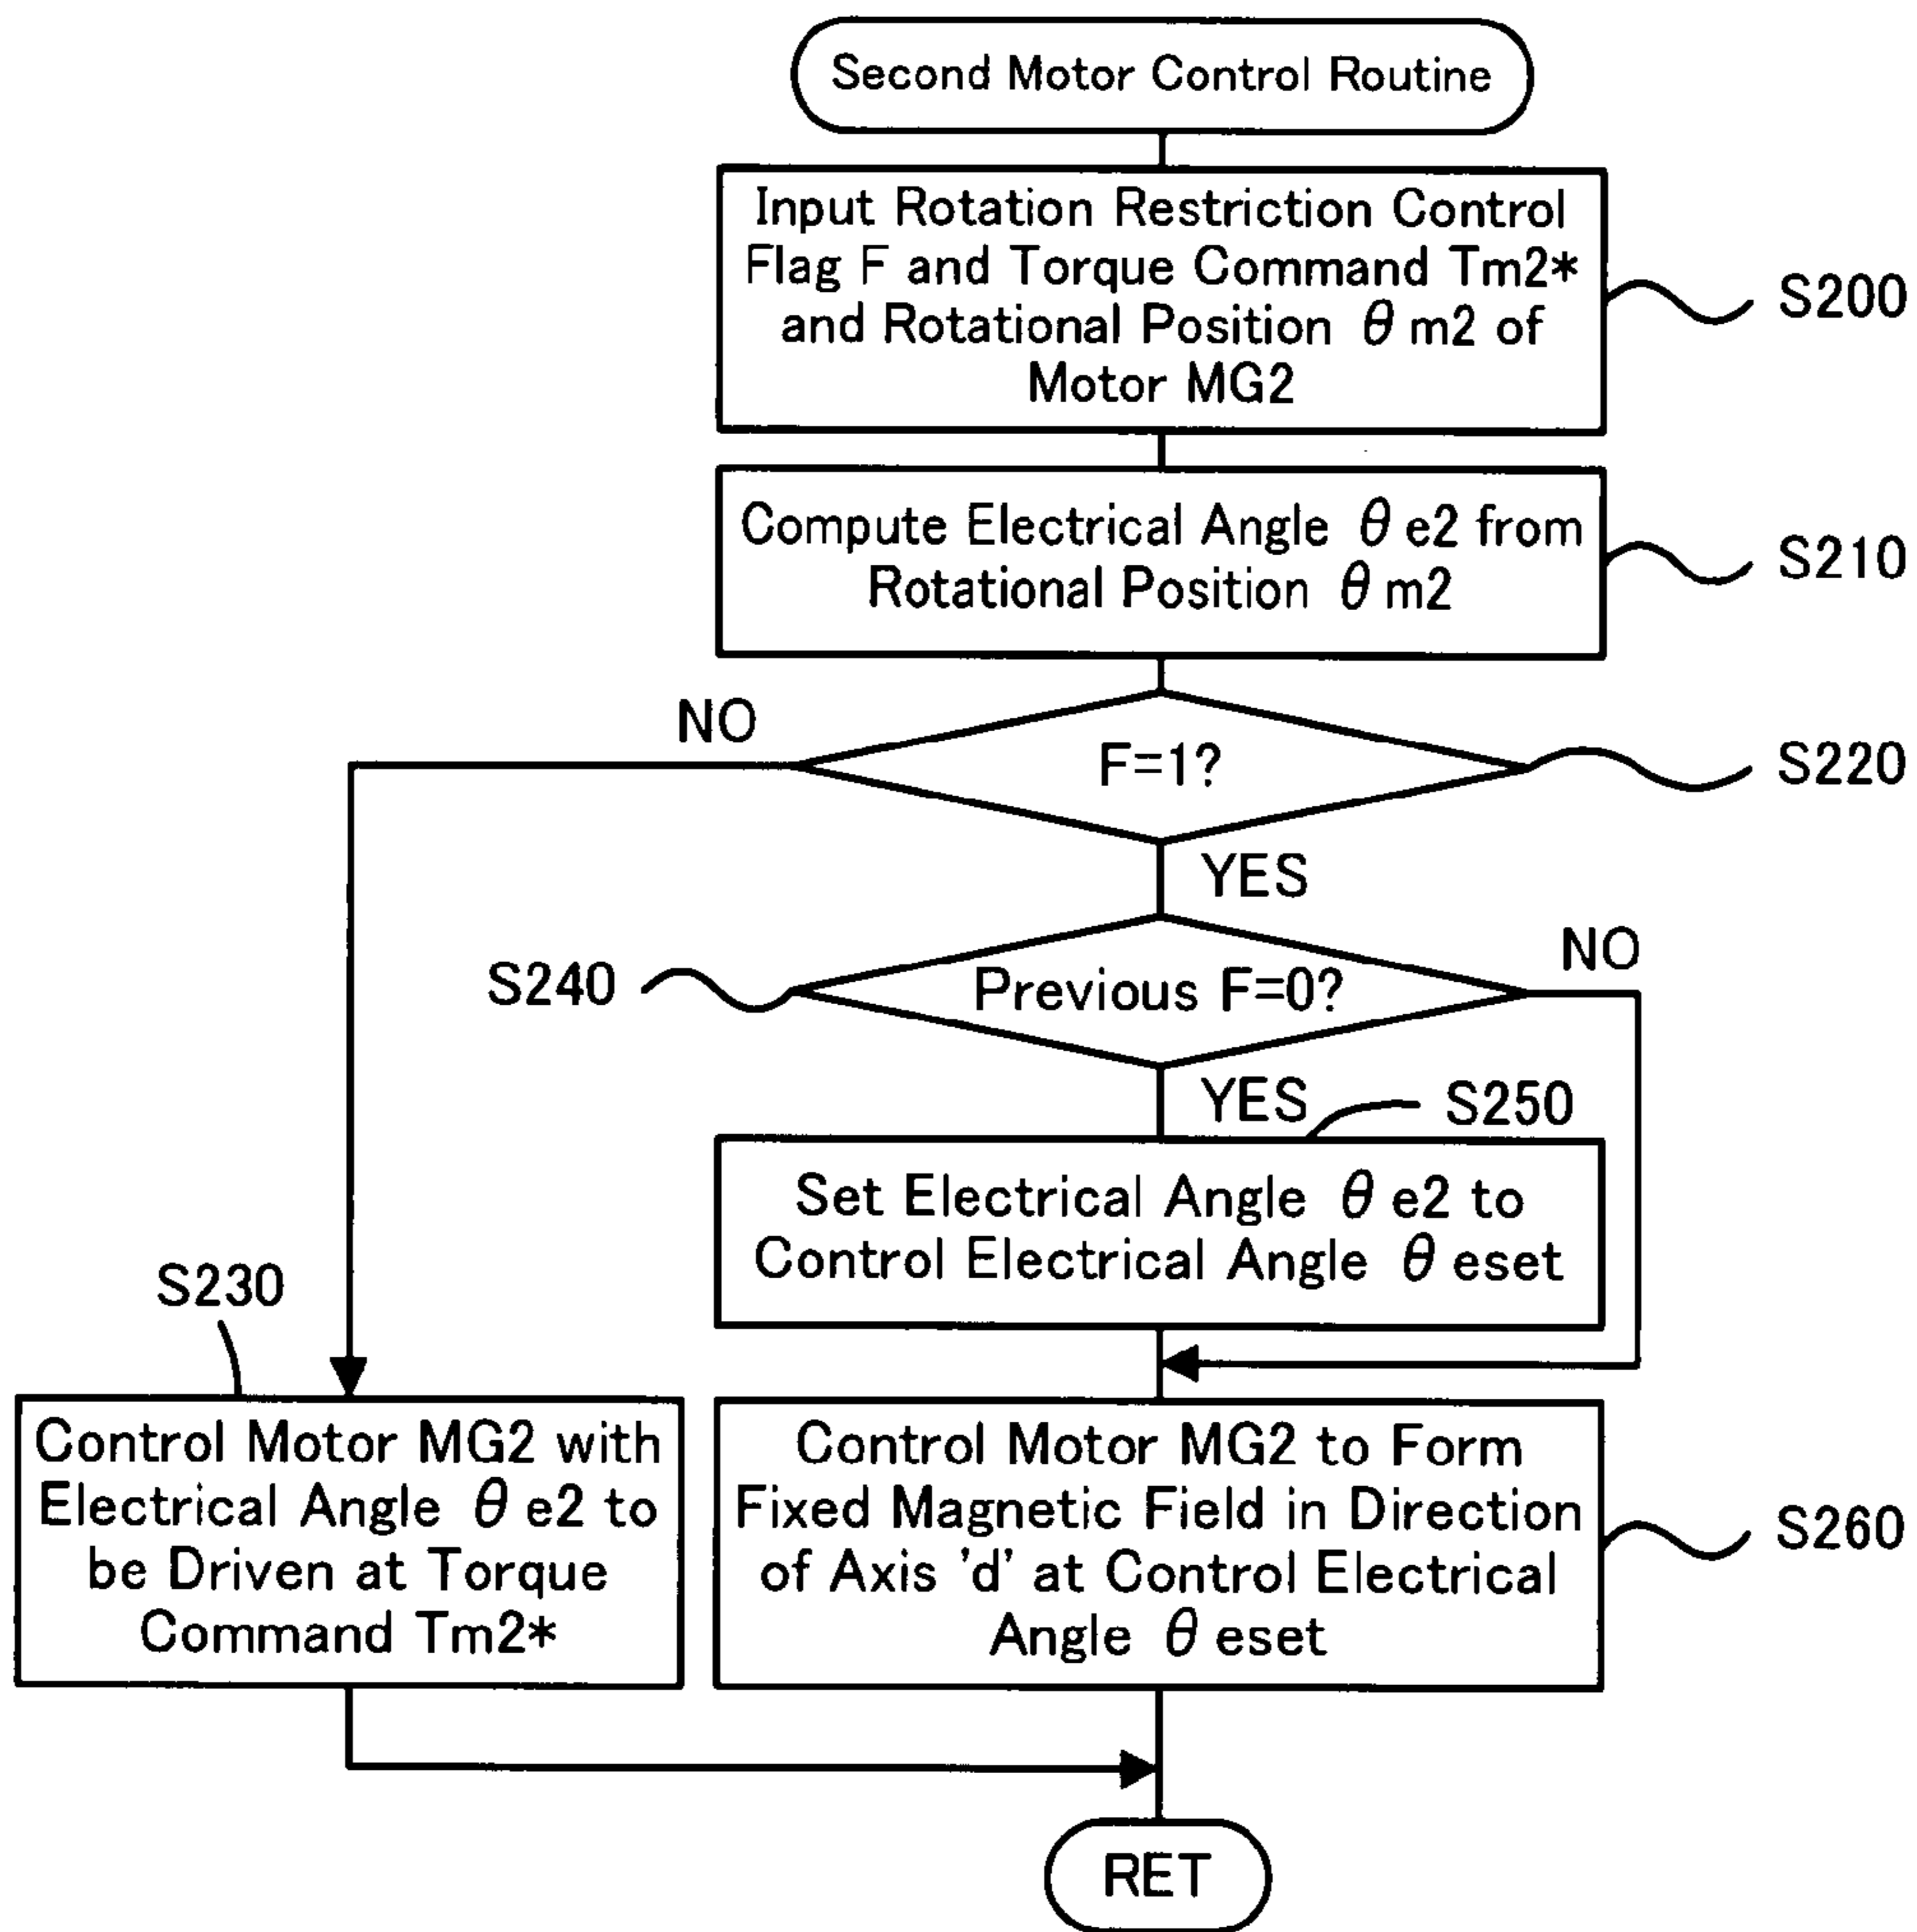 Second Motor Control Routine
Input Rotation Restriction Control
Flag F and Torque Command Tm2*
and Rotational Position θ m2 of
Motor MG2
S200
Compute Electrical Angle θ e2 from
Rotational Position θ m2
S210
NO
F=1?
S220
YES
S240
Previous F=0?
NO
YES
S250
Set Electrical Angle θ e2 to
Control Electrical Angle θ eset
S230
Control Motor MG2 with
Electrical Angle θ e2 to
be Driven at Torque
Command Tm2*
Control Motor MG2 to Form
Fixed Magnetic Field in Direction
of Axis 'd' at Control Electrical
Angle θ eset
S260
RET